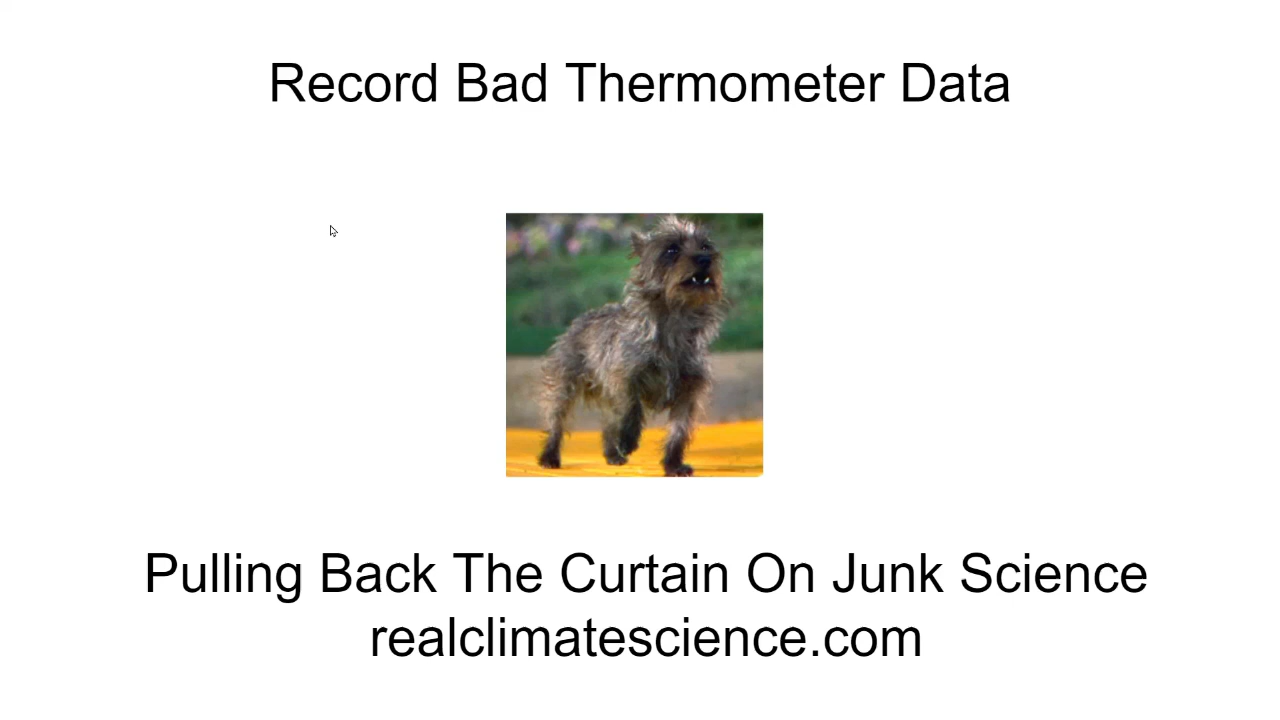 Record Bad Thermometer Data
Pulling Back The Curtain On Junk Science
realclimatescience.com